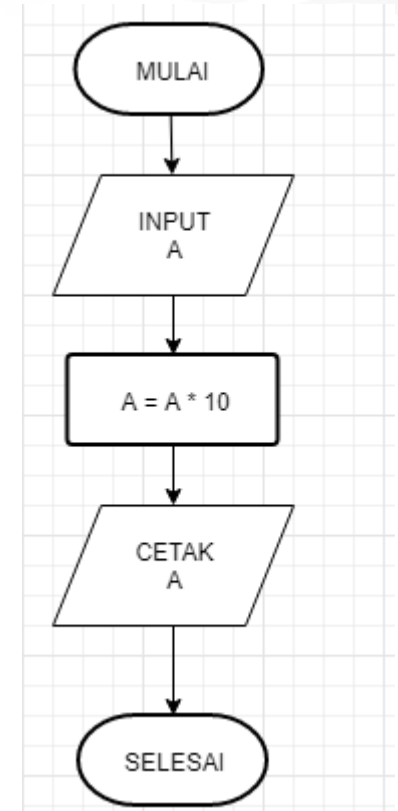 MULAI
INPUT
A
A = A * 10
CETAK
A
SELESAI